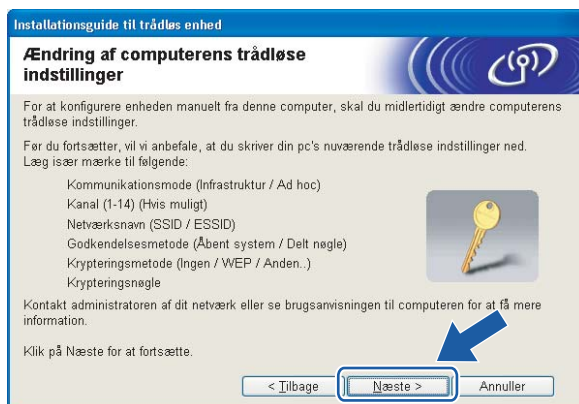 Installationsguide til trådløs enhed
Ændring af computerens trådløse
indstillinger
For at konfigurere enheden manuelt fra denne computer, skal du midlertidigt ændre computerens
trådløse indstillinger.
Før du fortsætter, vil vi anbefale, at du skriver din pc's nuværende trådløse indstillinger ned.
Læg især mærke til følgende:
Kommunikationsmode (Infrastruktur / Ad hoc)
Kanal (1-14) (Hvis muligt)
Netværksnavn (SSID / ESSID)
Godkendelsesmetode (Åbent system / Delt nøgle)
Krypteringsmetode (Ingen / WEP / Anden..)
Krypteringsnøgle
Kontakt administratoren af dit netværk eller se brugsanvisningen til computeren for at få mere
information.
Klik på Næste for at fortsætte.
< Tilbage Næste > Annuller